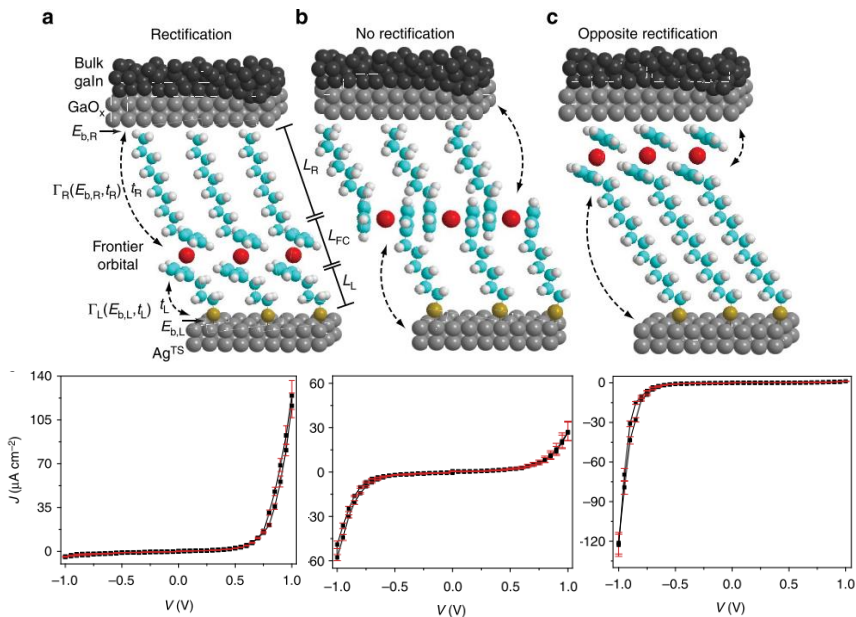 a
Rectification
b
No rectification
c
Opposite rectification
Bulk
gaIn
GaOx
Eb,R
LR
ΓR(Eb,R, tR)
tR
Frontier
orbital
LFC
LL
ΓL(Eb,L, tL)
tL
Eb,L
AgTS
140
105
70
35
0
J (µA cm−2)
−1.0
−0.5
0.0
0.5
1.0
V (V)
60
30
0
-30
-60
−1.0
−0.5
0.0
0.5
1.0
V (V)
0
-30
-60
-90
-120
−1.0
−0.5
0.0
0.5
1.0
V (V)